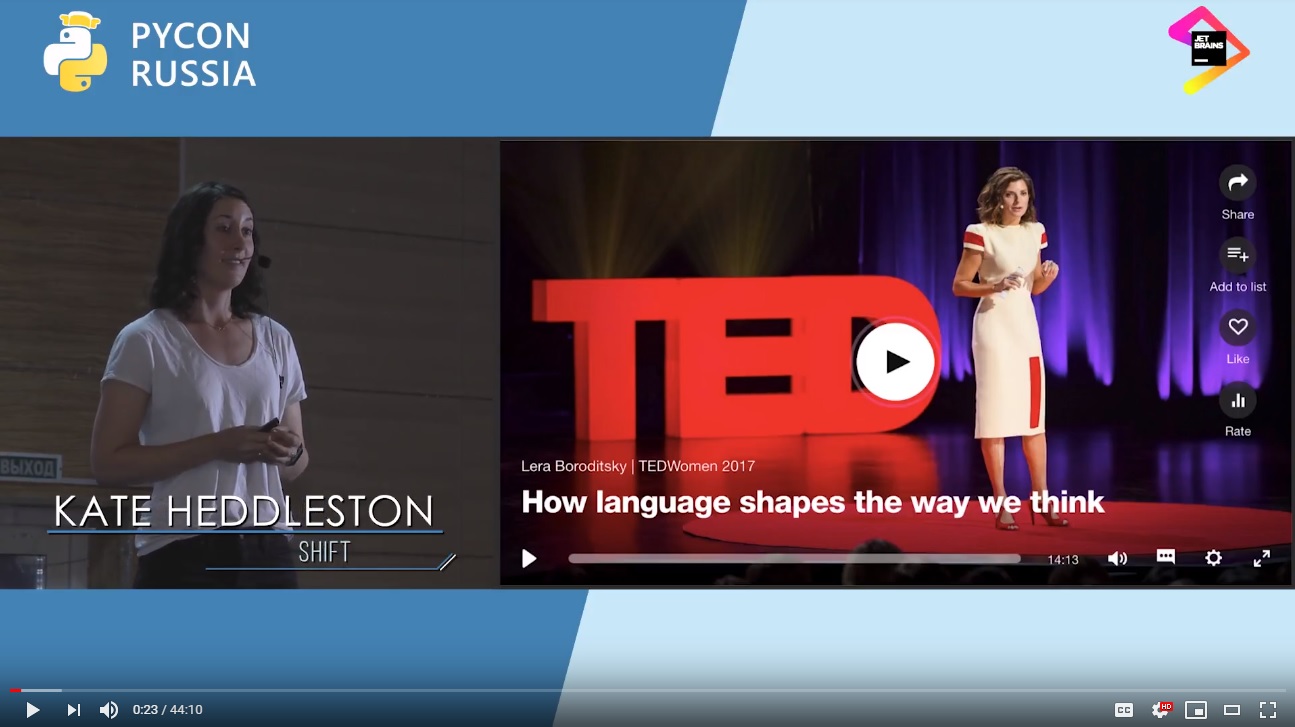 PYCON
RUSSIA
JET
BRAINS
Share
Add to list
Like
Rate
ВЫХОД
KATE HEDDLESTON
SHIFT
TED
Lera Boroditsky | TEDWomen 2017
How language shapes the way we think
14:13
0:23 / 44:10
CC
HD